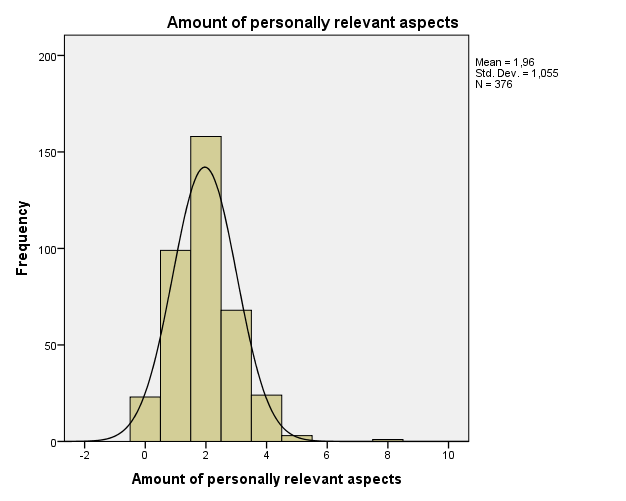 Amount of personally relevant aspects
Mean = 1,96
Std. Dev. = 1,055
N = 376
200
150
100
50
0
Frequency
-2 0 2 4 6 8 10
Amount of personally relevant aspects